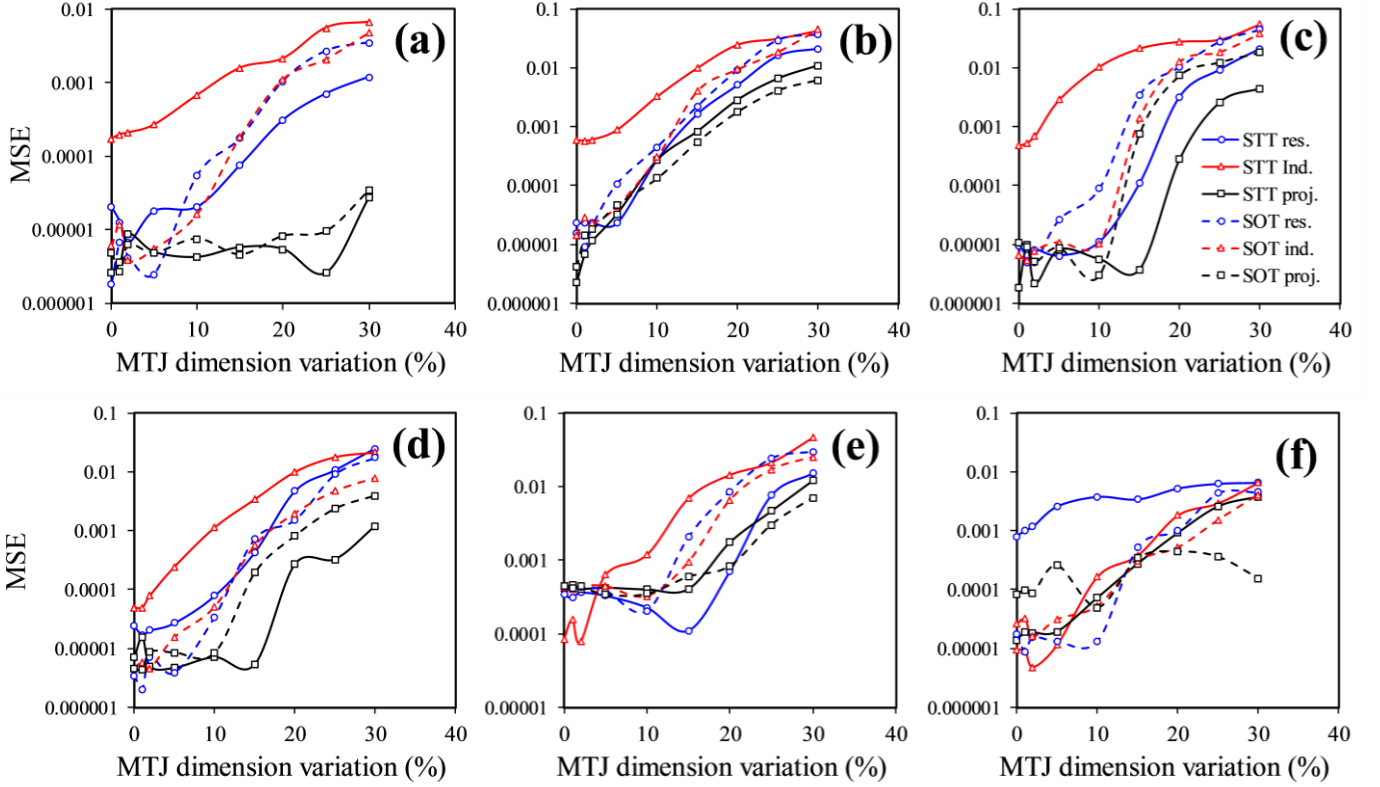 0.01
0.001
0.0001
0.00001
0.000001
MSE
0 10 20 30 40
MTJ dimension variation (%)
(a)
0.1
0.01
0.001
0.0001
0.00001
0.000001
0 10 20 30 40
MTJ dimension variation (%)
(b)
0.1
0.01
0.001
0.0001
0.00001
0.000001
0 10 20 30 40
MTJ dimension variation (%)
(c)
STT res.
STT Ind.
STT proj.
SOT res.
SOT ind.
SOT proj.
0.1
0.01
0.001
0.0001
0.00001
0.000001
MSE
0 10 20 30 40
MTJ dimension variation (%)
(d)
0.1
0.01
0.001
0.0001
0.00001
0 10 20 30 40
MTJ dimension variation (%)
(e)
0.1
0.01
0.001
0.0001
0.00001
0.000001
0 10 20 30 40
MTJ dimension variation (%)
(f)